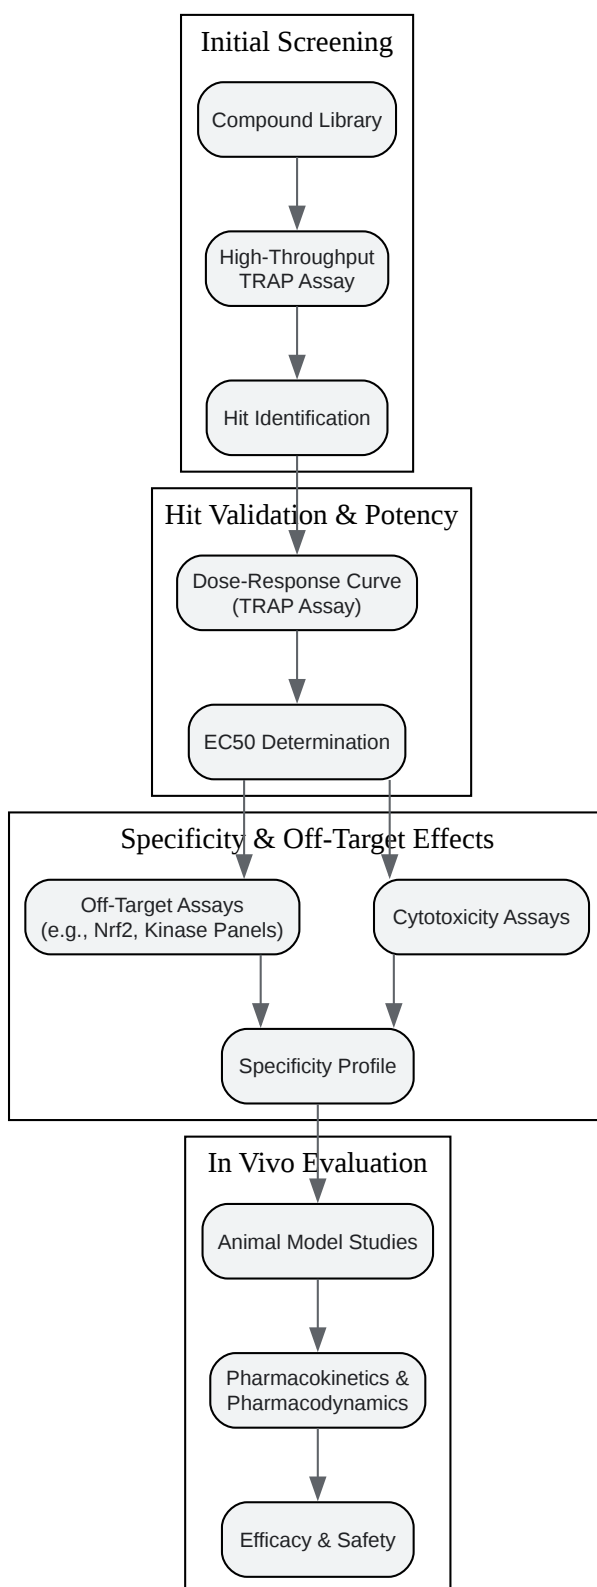 Initial Screening
Compound Library
High-Throughput
TRAP Assay
Hit Identification
Hit Validation & Potency
Dose-Response Curve
(TRAP Assay)
EC50 Determination
Specificity & Off-Target Effects
Off-Target Assays
(e.g., Nrf2, Kinase Panels)
Cytotoxicity Assays
Specificity Profile
In Vivo Evaluation
Animal Model Studies
Pharmacokinetics &
Pharmacodynamics
Efficacy & Safety